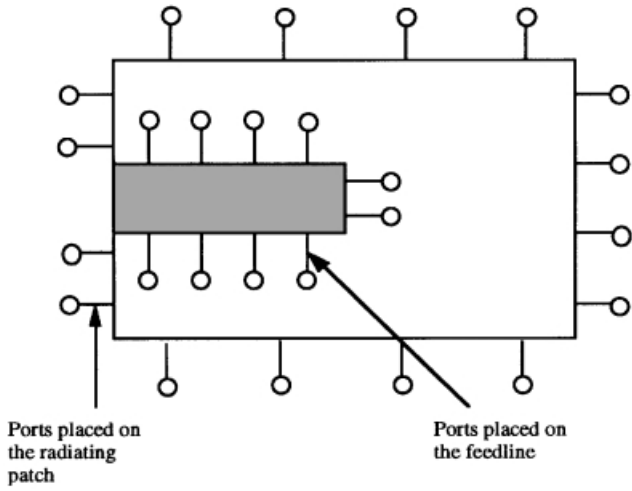 Ports placed on
the radiating
patch
Ports placed on
the feedline